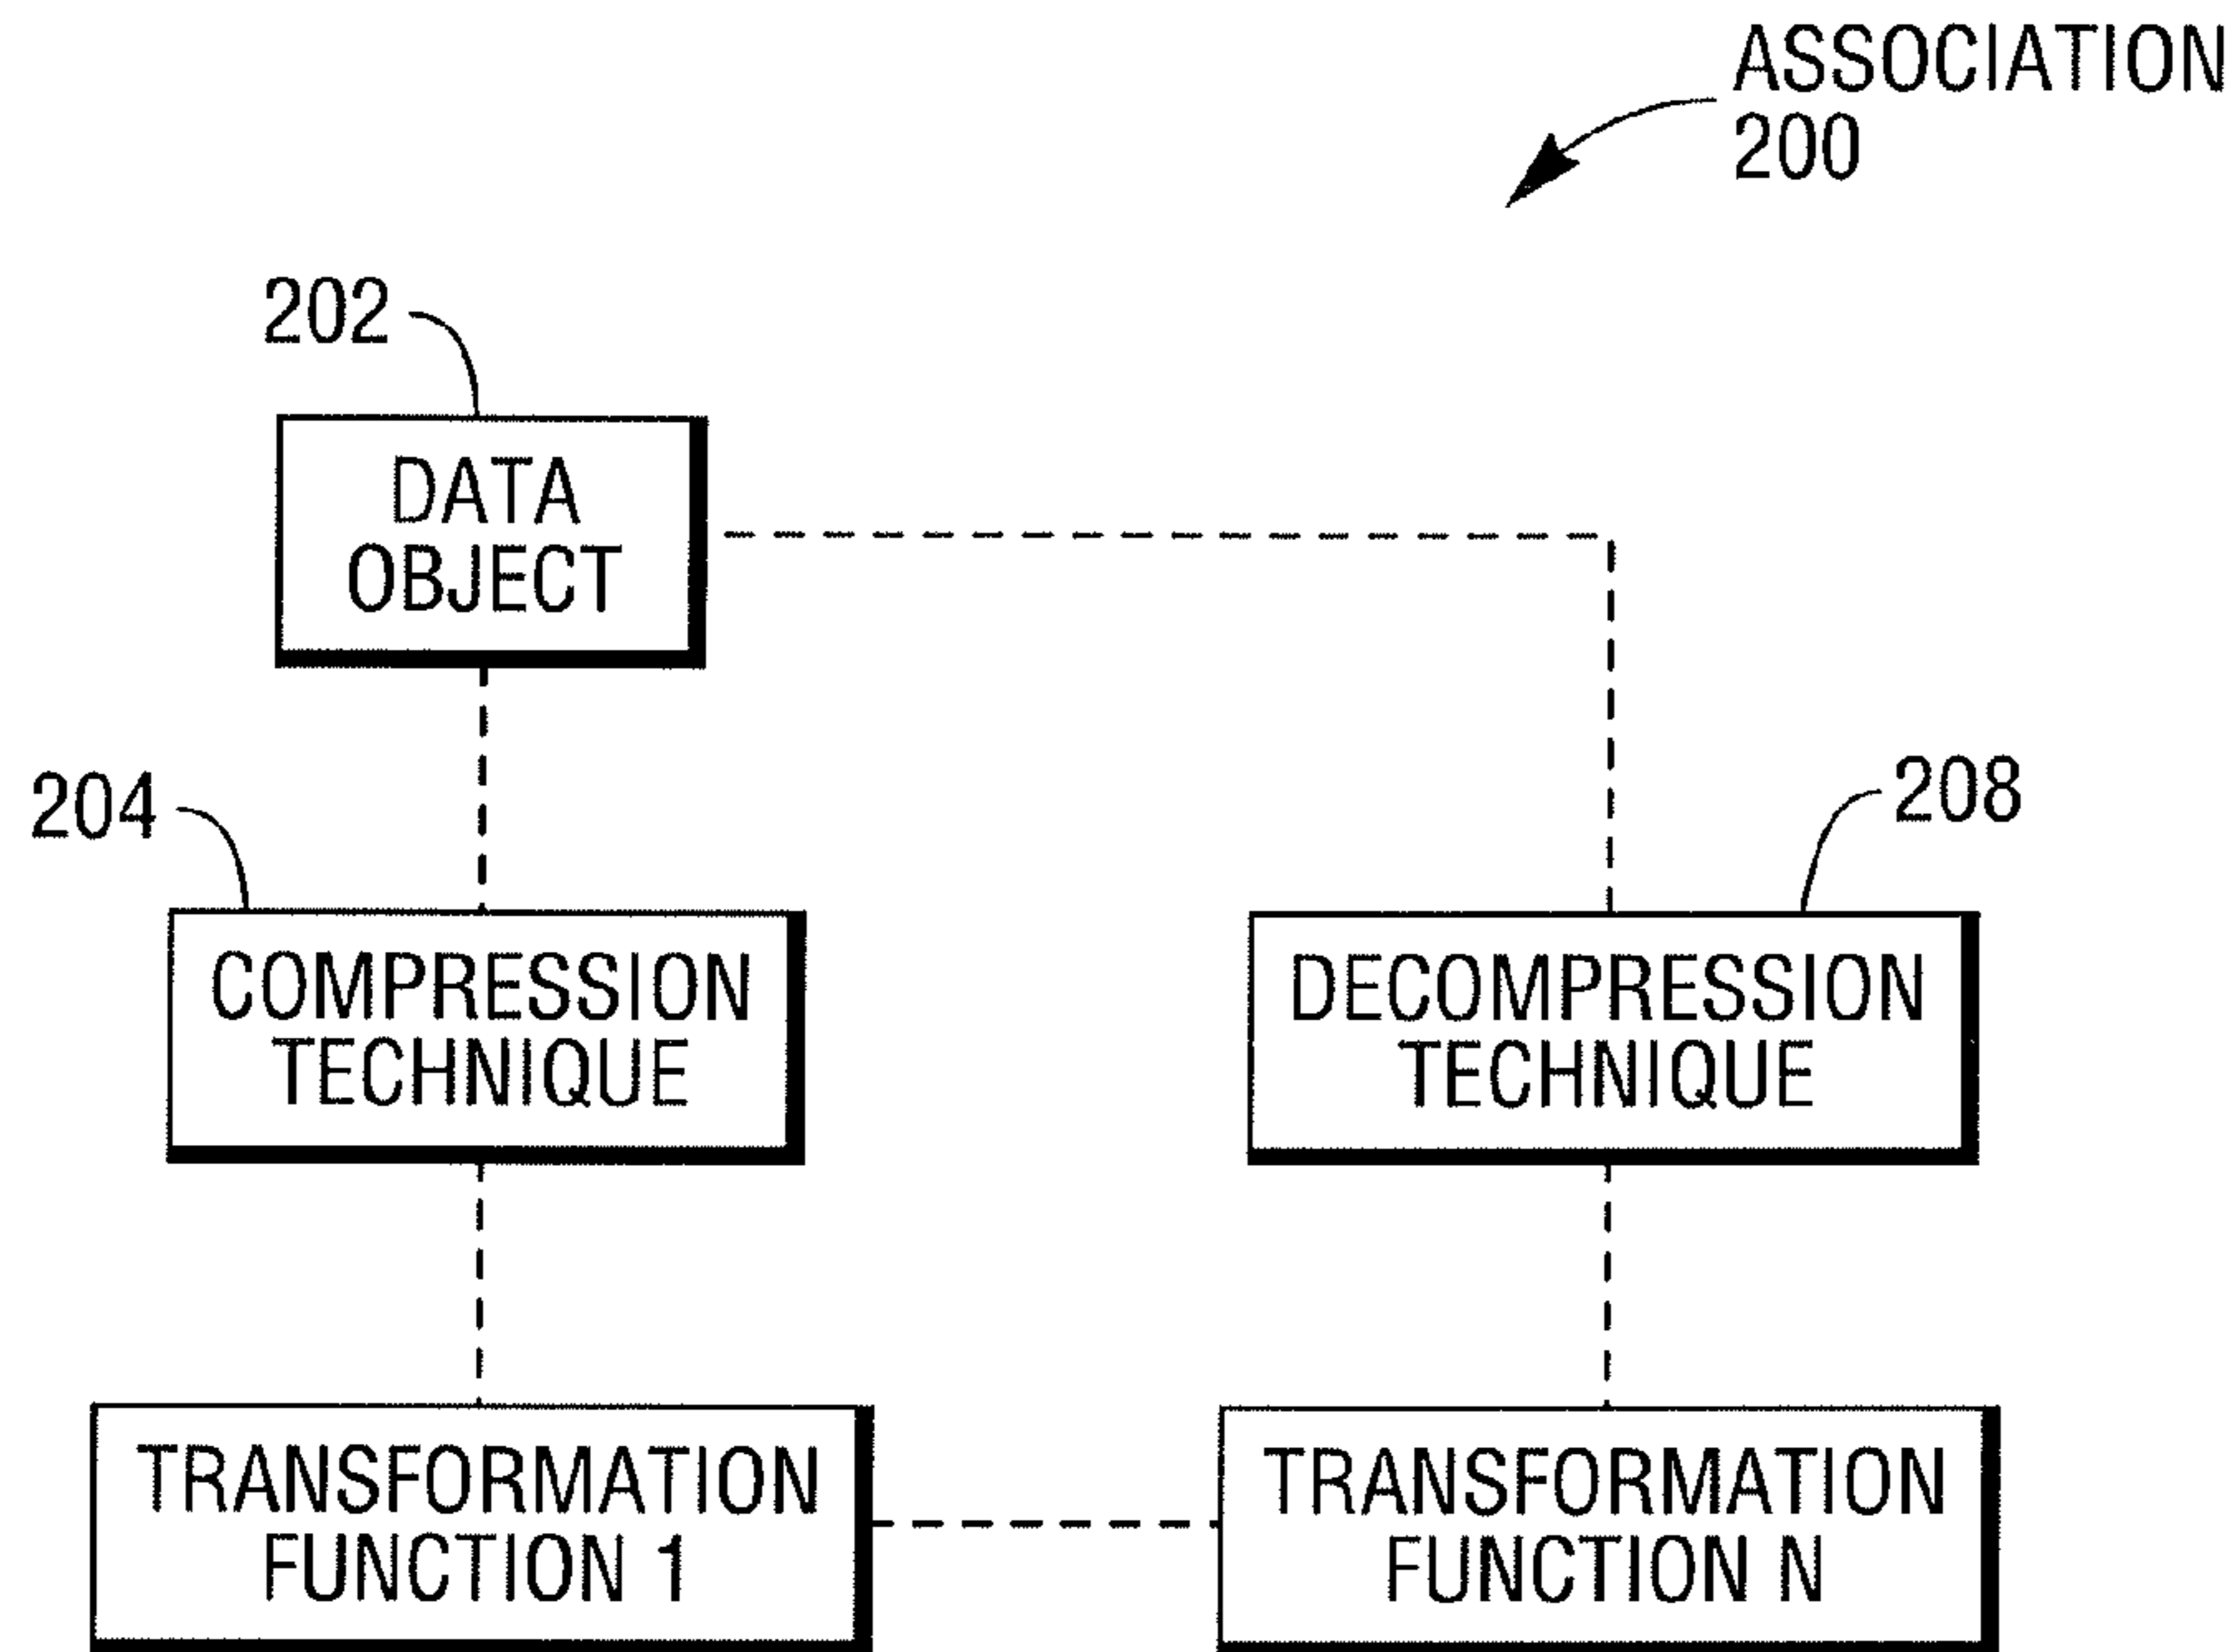 ASSOCIATION
200
202
DATA
OBJECT
204
208
COMPRESSION
TECHNIQUE
DECOMPRESSION
TECHNIQUE
TRANSFORMATION
FUNCTION 1
TRANSFORMATION
FUNCTION N